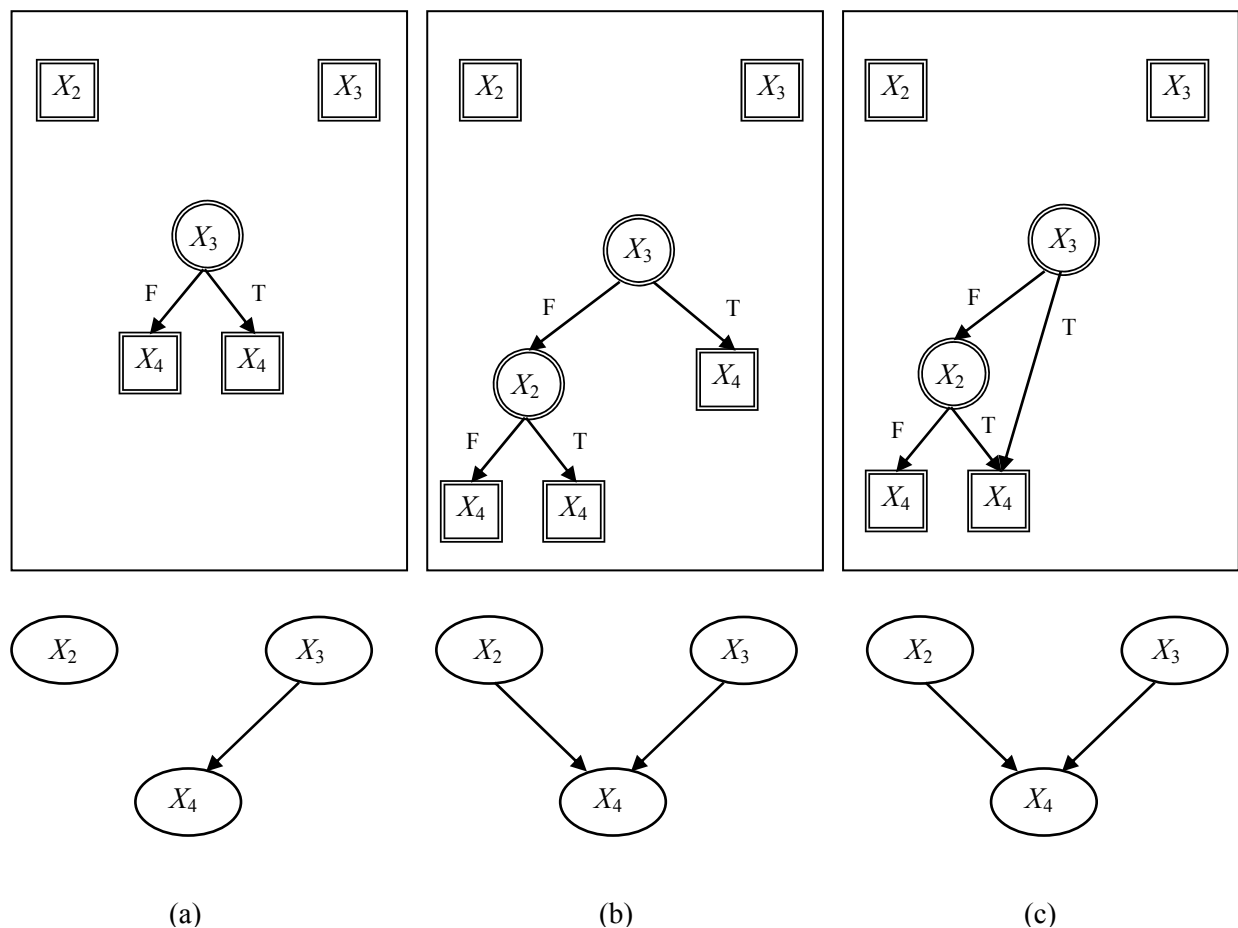 X2 X3 X2 X3 X2 X3
X3 X3 X3
F T F T F T
X4 X4 X2 X4 X2
F T F T
X4 X4 X4 X4
X2 X3 X2 X3 X2 X3
X4 X4 X4
(a) (b) (c)